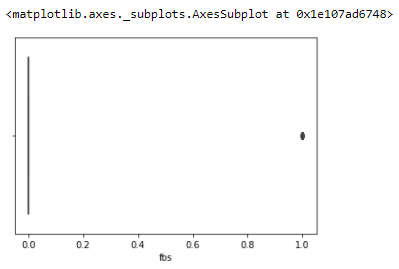 <matplotlib.axes._subplots.AxesSubplot at 0x1e107ad6748>
0.0 0.2 0.4 0.6 0.8 1.0
fbs